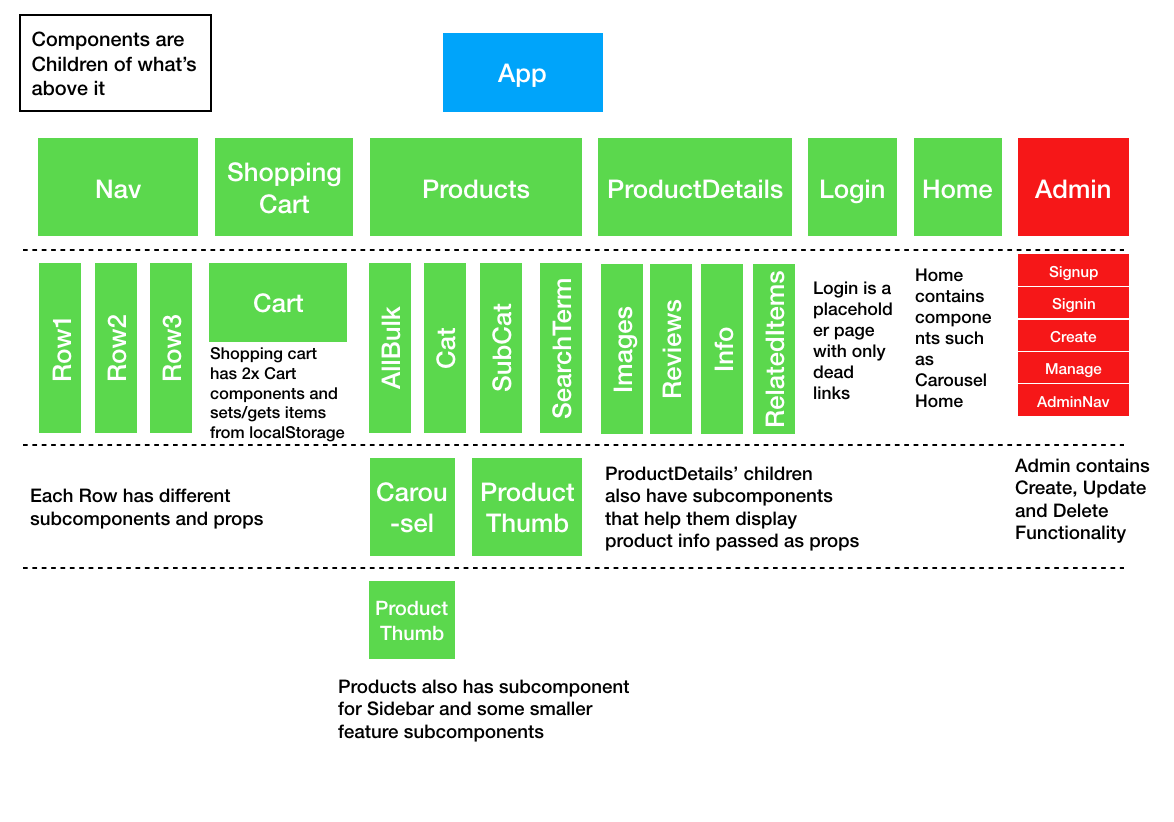 Components are
Children of what's
above it
App
Nav
Shopping
Cart
Products
ProductDetails
Login
Home
Admin
Row1
Row2
Row3
Cart
Shopping cart
has 2x Cart
components and
sets/gets items
from localStorage
AllBulk
Cat
SubCat
SearchTerm
Images
Reviews
Info
RelatedItems
Login is a
placehold
er page
with only
dead
links
Home
contains
compone
nts such
as
Carousel
Home
Signup
Signin
Create
Manage
AdminNav
Each Row has different
subcomponents and props
Carou
-sel
Product
Thumb
ProductDetails’ children
also have subcomponents
that help them display
product info passed as props
Admin contains
Create, Update
and Delete
Functionality
Product
Thumb
Products also has subcomponent
for Sidebar and some smaller
feature subcomponents